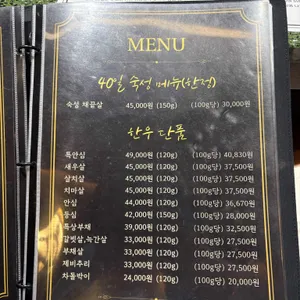 MENU
40일 숙성 메뉴(한정)
숙성 채끝살 45,000원 (150g) (100g당) 30,000원
한우 단품
특안심 49,000원 (120g) (100g당) 40,830원
새우살 45,000원 (120g) (100g당) 37,500원
살치살 45,000원 (120g) (100g당) 37,500원
치마살 45,000원 (120g) (100g당) 37,500원
안심 44,000원 (120g) (100g당) 36,670원
등심 42,000원 (150g) (100g당) 28,000원
특상부채 39,000원 (120g) (100g당) 32,500원
갈빗살,늑간살 33,000원 (120g) (100g당) 27,500원
부채살 33,000원 (120g) (100g당) 27,500원
제비추리 33,000원 (120g) (100g당) 27,500원
차돌박이 24,000원 (120g) (100g당) 20,000원